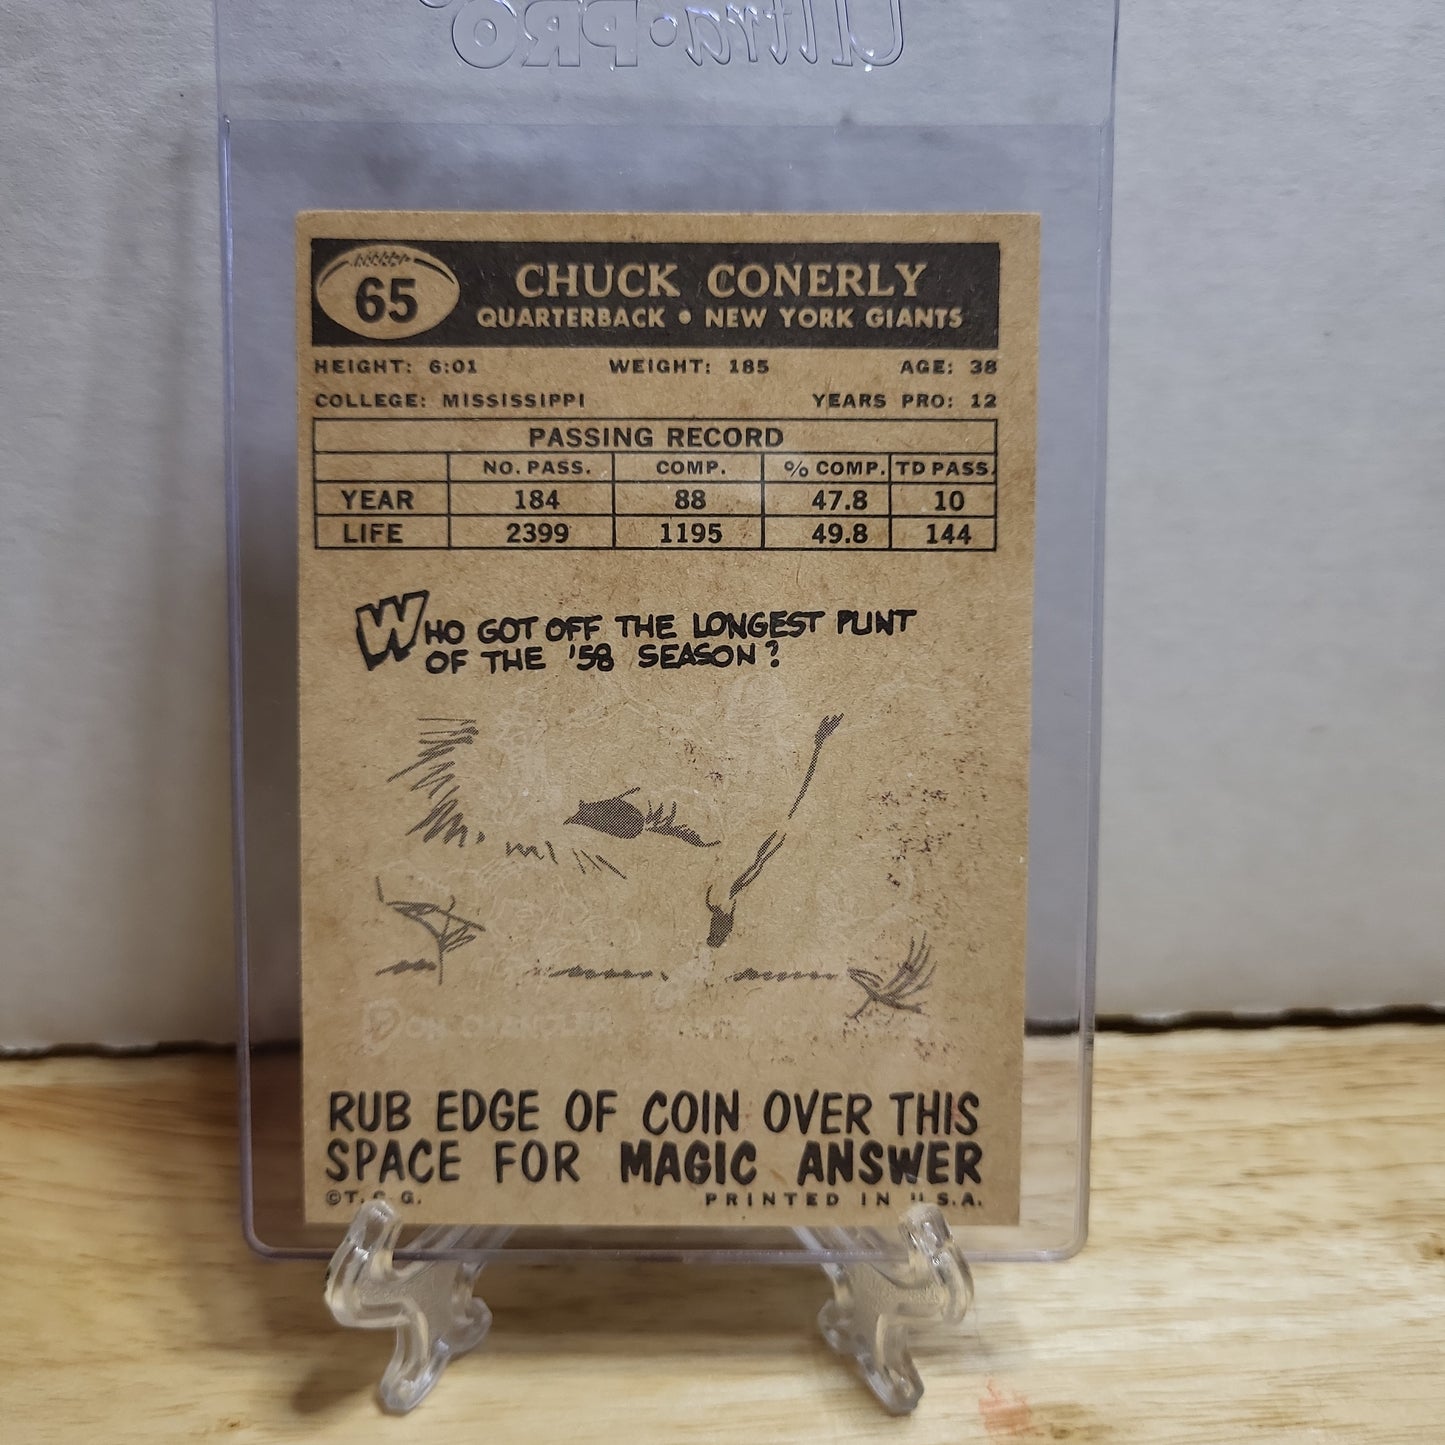 Ultra•PRO
65
CHUCK CONERLY
QUARTERBACK • NEW YORK GIANTS
HEIGHT: 6:01 WEIGHT: 185 AGE: 38
COLLEGE: MISSISSIPPI YEARS PRO: 12
PASSING RECORD
NO. PASS. COMP. % COMP. TD PASS.
YEAR 184 88 47.8 10
LIFE 2399 1195 49.8 144
WHO GOT OFF THE LONGEST PUNT
OF THE '58 SEASON?
RUB EDGE OF COIN OVER THIS
SPACE FOR MAGIC ANSWER
©T.C.G. PRINTED IN U.S.A.